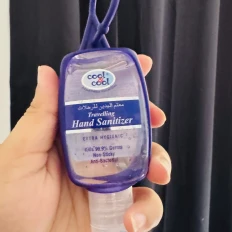 cool & cool
معقم اليدين للرحلات
Travelling
Hand Sanitizer
EXTRA HYGIENIC
Kills 99.9% Germs
Non-Sticky
Anti-Bacterial